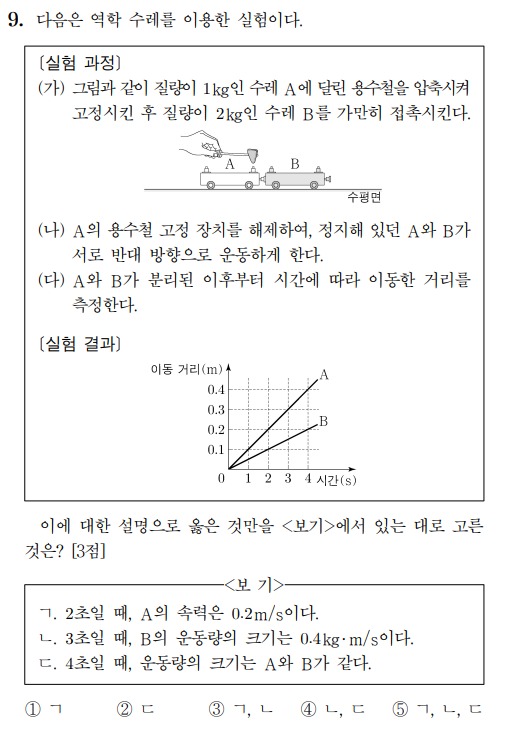 9. 다음은 역학 수레를 이용한 실험이다.
[실험 과정]
(가) 그림과 같이 질량이 1kg인 수레 A에 달린 용수철을 압축시켜
고정시킨 후 질량이 2kg인 수레 B를 가만히 접촉시킨다.
A B
수평면
(나) A의 용수철 고정 장치를 해제하여, 정지해 있던 A와 B가
서로 반대 방향으로 운동하게 한다.
(다) A와 B가 분리된 이후부터 시간에 따라 이동한 거리를
측정한다.
[실험 결과]
이동 거리(m)
A
0.4
0.3
B
0.2
0.1
0 1 2 3 4 시간(s)
이에 대한 설명으로 옳은 것만을 <보기>에서 있는 대로 고른
것은? [3점]
<보 기>
ㄱ. 2초일 때, A의 속력은 0.2m/s이다.
ㄴ. 3초일 때, B의 운동량의 크기는 0.4kg·m/s이다.
ㄷ. 4초일 때, 운동량의 크기는 A와 B가 같다.
① ㄱ ② ㄷ ③ ㄱ, ㄴ ④ ㄴ, ㄷ ⑤ ㄱ, ㄴ, ㄷ